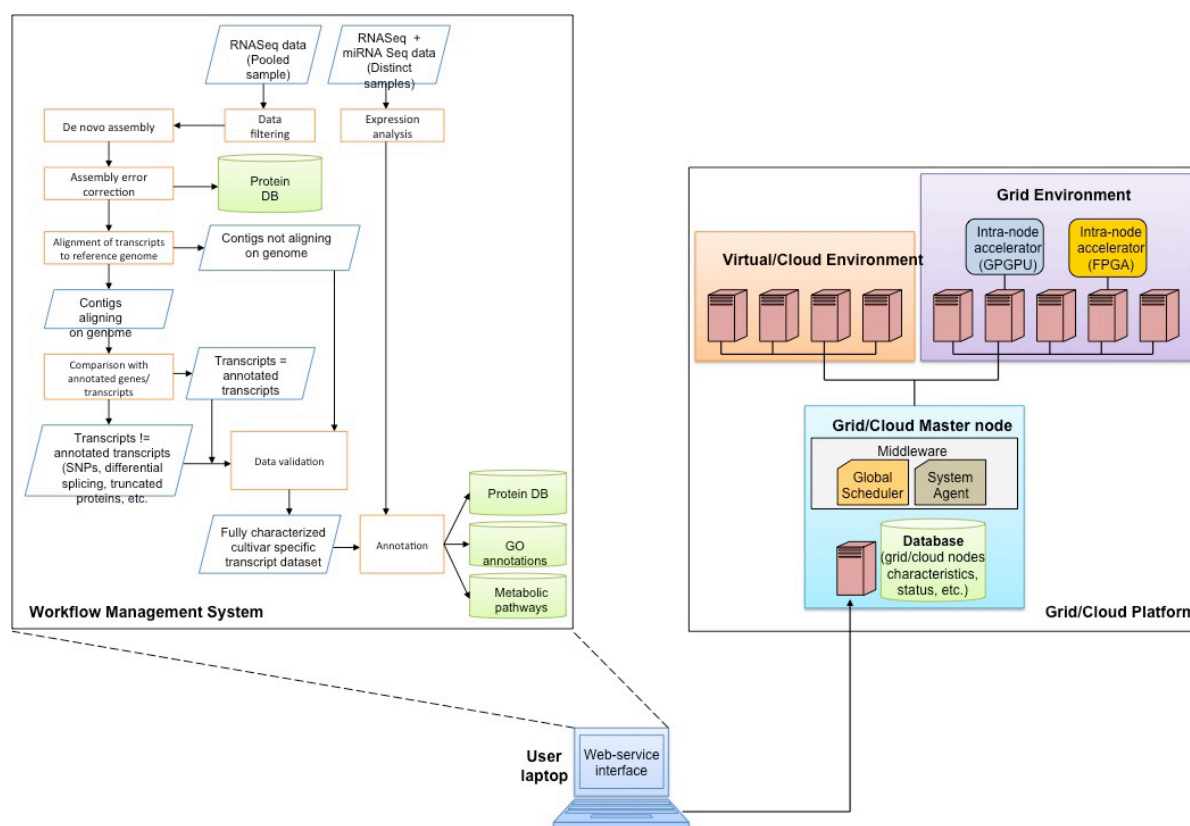 RNASeq data
(Pooled
sample)
RNASeq +
miRNA Seq data
(Distinct
samples)
De novo assembly
Data
filtering
Expression
analysis
Assembly error
correction
Protein
DB
Alignment of transcripts
to reference genome
Contigs not aligning
on genome
Contigs
aligning
on genome
Comparison with
annotated genes/
transcripts
Transcripts =
annotated
transcripts
Transcripts !=
annotated transcripts
(SNPs, differential
splicing, truncated
proteins, etc.
Data validation
Fully characterized
cultivar specific
transcript dataset
Annotation
Protein DB
GO
annotations
Metabolic
pathways
Workflow Management System
Grid Environment
Intra-node
accelerator
(GPGPU)
Intra-node
accelerator
(FPGA)
Virtual/Cloud Environment
Grid/Cloud Master node
Middleware
Global
Scheduler
System
Agent
Database
(grid/cloud nodes
characteristics,
status, etc.)
Grid/Cloud Platform
User
laptop
Web-service
interface